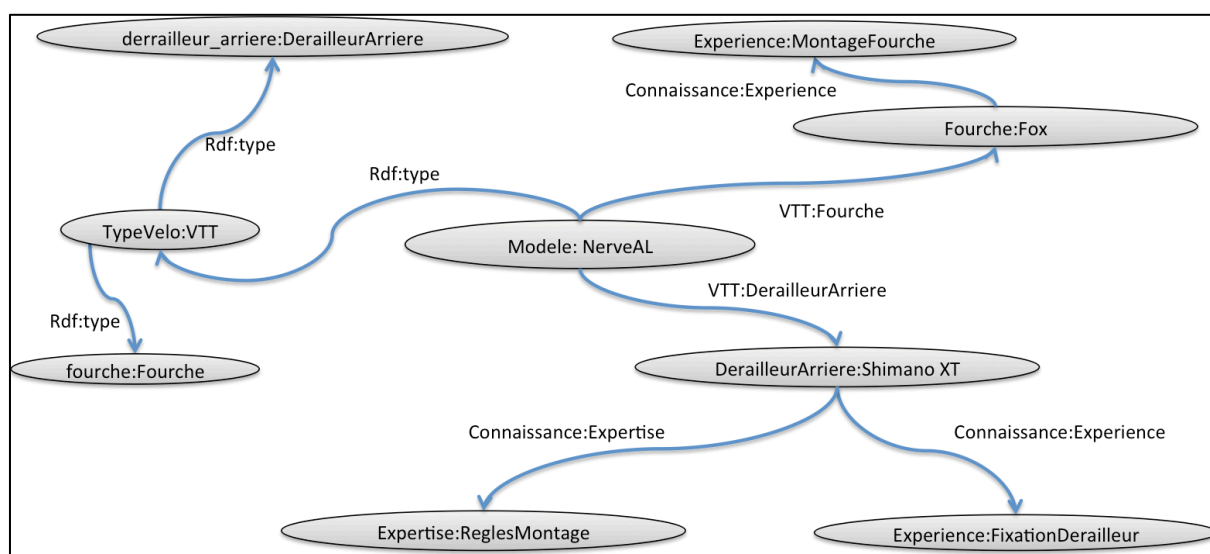 derrailleur_arriere:DerailleurArriere
Experience:MontageFourche
Connaissance:Experience
Fourche:Fox
Rdf:type
Rdf:type
VTT:Fourche
TypeVelo:VTT
Modele: NerveAL
VTT:DerailleurArriere
Rdf:type
fourche:Fourche
DerailleurArriere:Shimano XT
Connaissance:Expertise
Connaissance:Experience
Expertise:ReglesMontage
Experience:FixationDerailleur